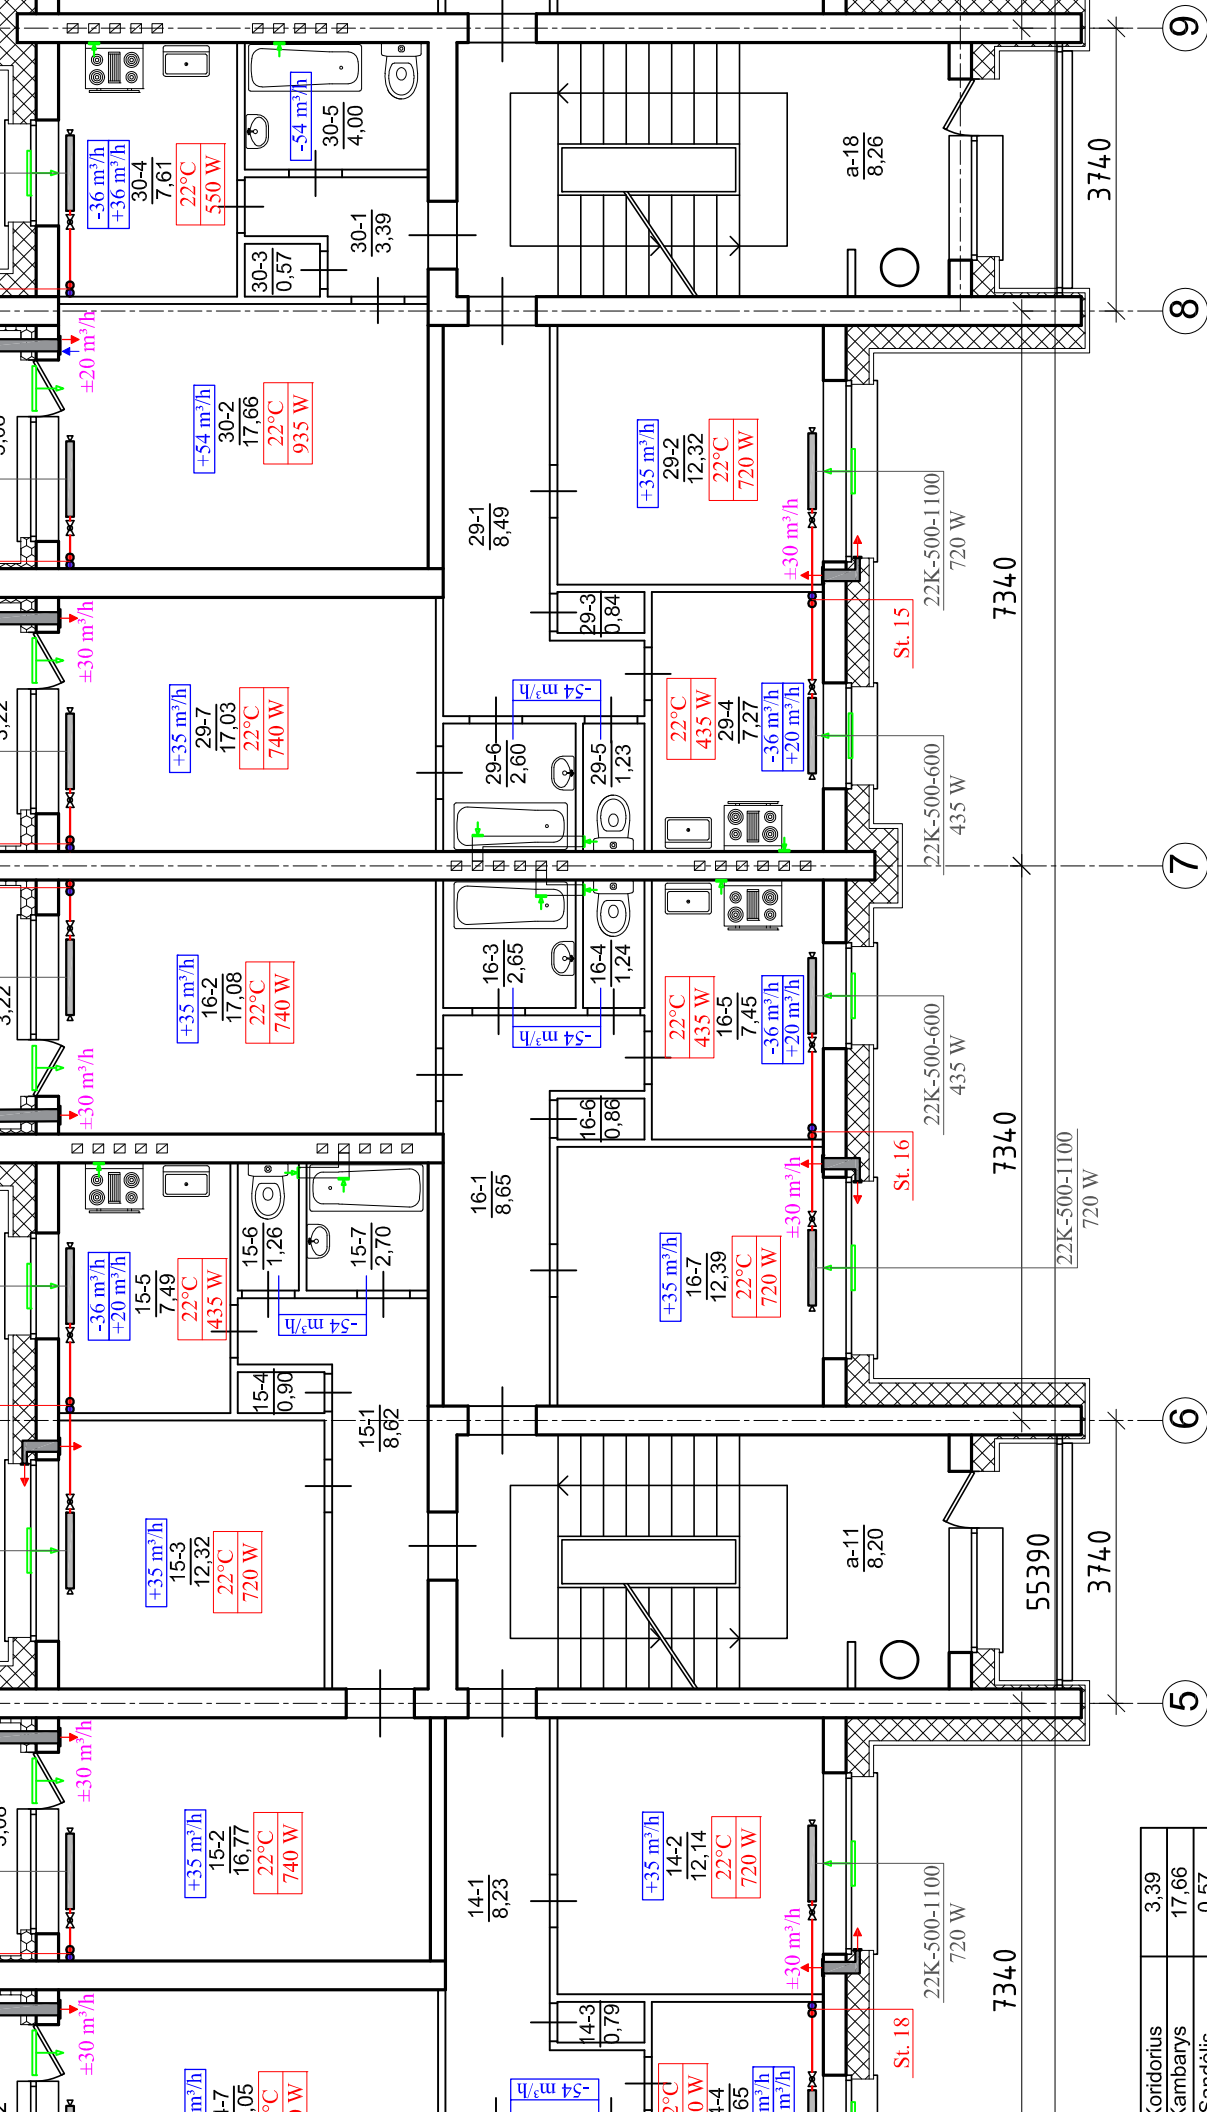 9
8
7
6
5
3740
7340
7340
55390
3740
7340
-36 m³/h
+36 m³/h
30-4
7,61
22°C
550 W
-54 m³/h
30-5
4,00
30-3
0,57
30-1
3,39
a-18
8,26
±20 m³/h
+54 m³/h
30-2
17,66
22°C
935 W
29-1
8,49
+35 m³/h
29-2
12,32
22°C
720 W
±30 m³/h
22K-500-1100
720 W
St. 15
29-3
0,84
±30 m³/h
+35 m³/h
29-7
17,03
22°C
740 W
-54 m³/h
29-6
2,60
29-5
1,23
22°C
435 W
29-4
7,27
-36 m³/h
+20 m³/h
22K-500-600
435 W
3,22
3,22
+35 m³/h
16-2
17,08
22°C
740 W
±30 m³/h
16-3
2,65
16-4
1,24
-54 m³/h
22°C
435 W
16-5
7,45
-36 m³/h
+20 m³/h
22K-500-600
435 W
16-6
0,86
16-1
8,65
±30 m³/h
St. 16
22K-500-1100
720 W
+35 m³/h
16-7
12,39
22°C
720 W
-36 m³/h
+20 m³/h
15-5
7,49
22°C
435 W
15-6
1,26
15-7
2,70
-54 m³/h
15-4
0,90
15-1
8,62
+35 m³/h
15-3
12,32
22°C
720 W
a-11
8,20
±30 m³/h
+35 m³/h
15-2
16,77
22°C
740 W
14-1
8,23
+35 m³/h
14-2
12,14
22°C
720 W
±30 m³/h
22K-500-1100
720 W
St. 18
14-3
0,79
±30 m³/h
-54 m³/h
Koridorius 3,39
Kambarys 17,66
Sandėlis 0,57